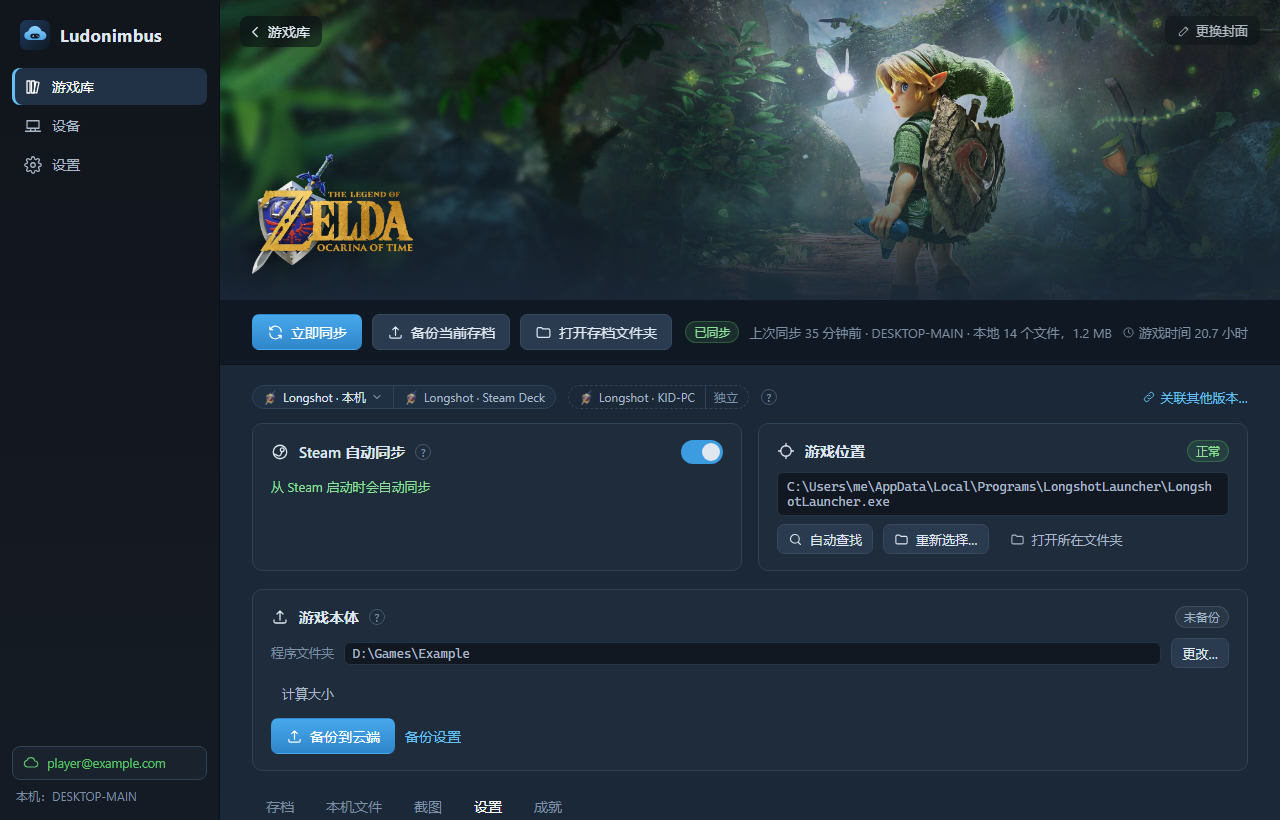 Ludonimbus
游戏库
设备
设置
player@example.com
本机：DESKTOP-MAIN
游戏库
更换封面
THE LEGEND OF
ZELDA
OCARINA OF TIME
立即同步
备份当前存档
打开存档文件夹
已同步
上次同步 35 分钟前 · DESKTOP-MAIN · 本地 14 个文件，1.2 MB
游戏时间 20.7 小时
Longshot · 本机
Longshot · Steam Deck
Longshot · KID-PC
独立
?
关联其他版本...
Steam 自动同步 ?
从 Steam 启动时会自动同步
游戏位置
正常
C:\Users\me\AppData\Local\Programs\LongshotLauncher\Longsh
otLauncher.exe
自动查找
重新选择...
打开所在文件夹
游戏本体 ?
未备份
程序文件夹
D:\Games\Example
更改...
计算大小
备份到云端
备份设置
存档
本机文件
截图
设置
成就